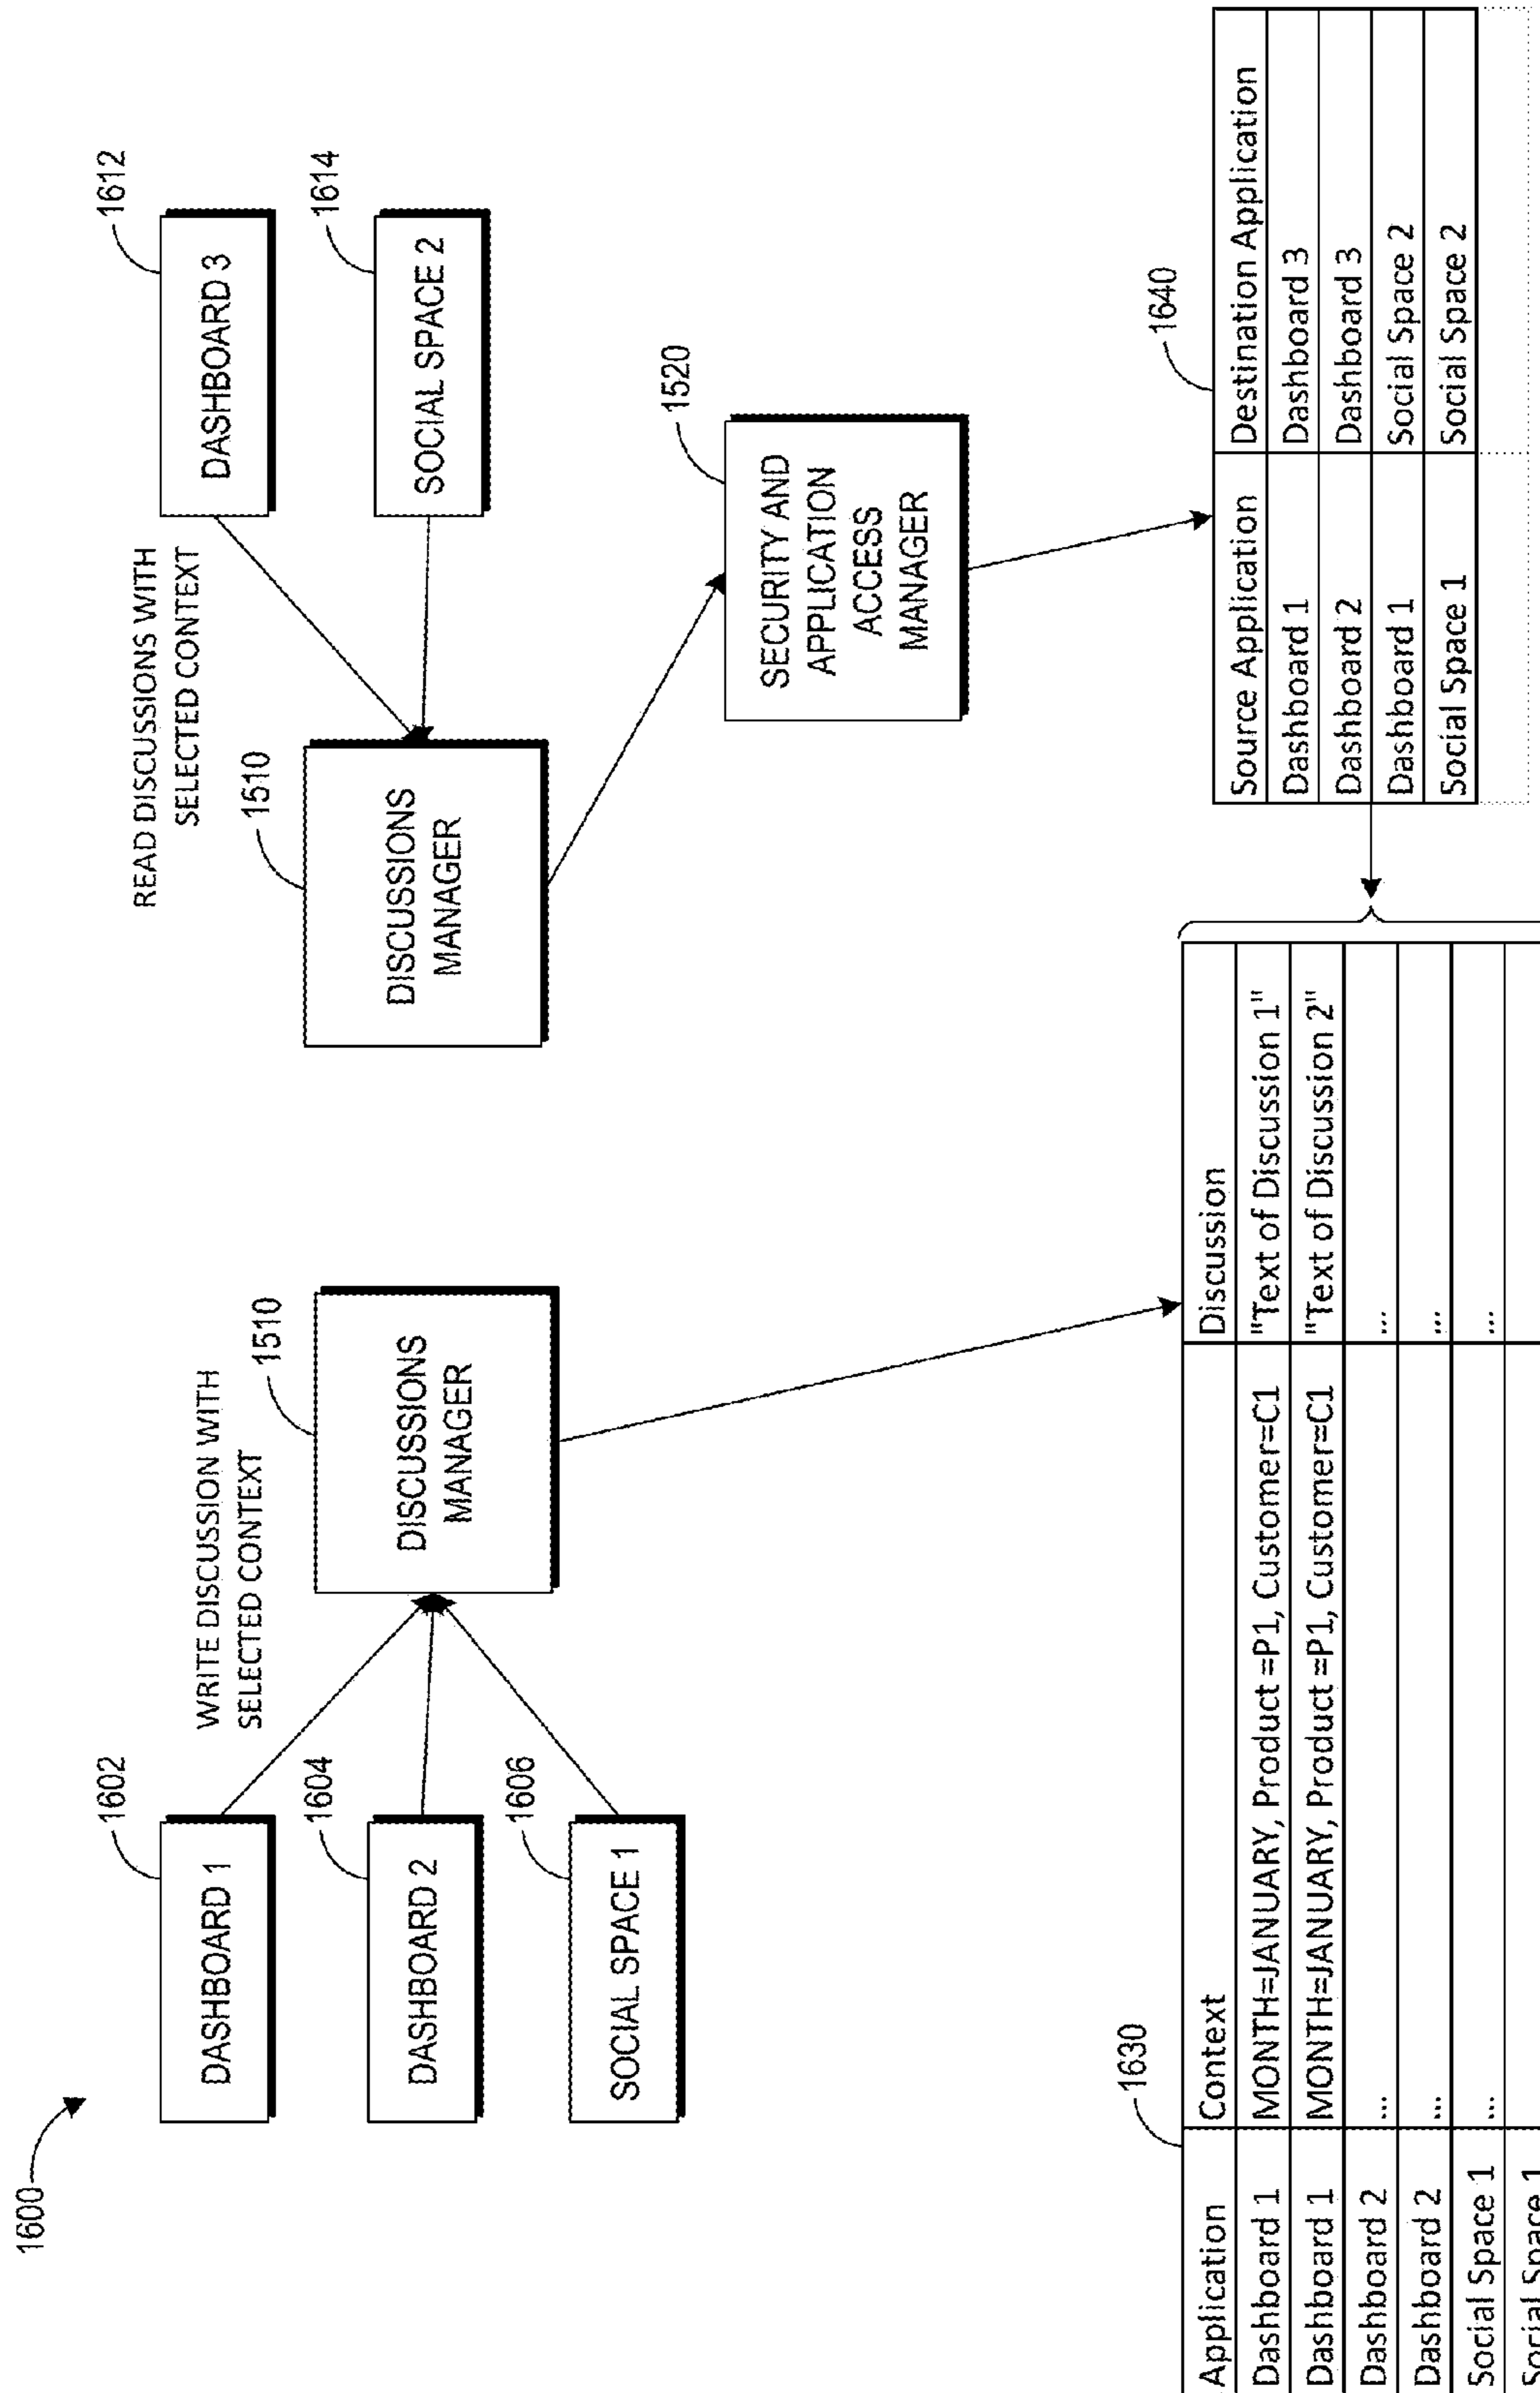 1600
1602
DASHBOARD 1
1604
DASHBOARD 2
1606
SOCIAL SPACE 1
WRITE DISCUSSION WITH
SELECTED CONTEXT
1510
DISCUSSIONS
MANAGER
READ DISCUSSIONS WITH
SELECTED CONTEXT
1510
DISCUSSIONS
MANAGER
1612
DASHBOARD 3
1614
SOCIAL SPACE 2
1520
SECURITY AND
APPLICATION
ACCESS
MANAGER
1630
Application Context Discussion
Dashboard 1 MONTH=JANUARY, Product =P1, Customer=C1 "Text of Discussion 1"
Dashboard 1 MONTH=JANUARY, Product =P1, Customer=C1 "Text of Discussion 2"
Dashboard 2 ... ...
Dashboard 2 ... ...
Social Space 1 ... ...
Social Space 1
1640
Source Application Destination Application
Dashboard 1 Dashboard 3
Dashboard 2 Dashboard 3
Dashboard 1 Social Space 2
Social Space 1 Social Space 2